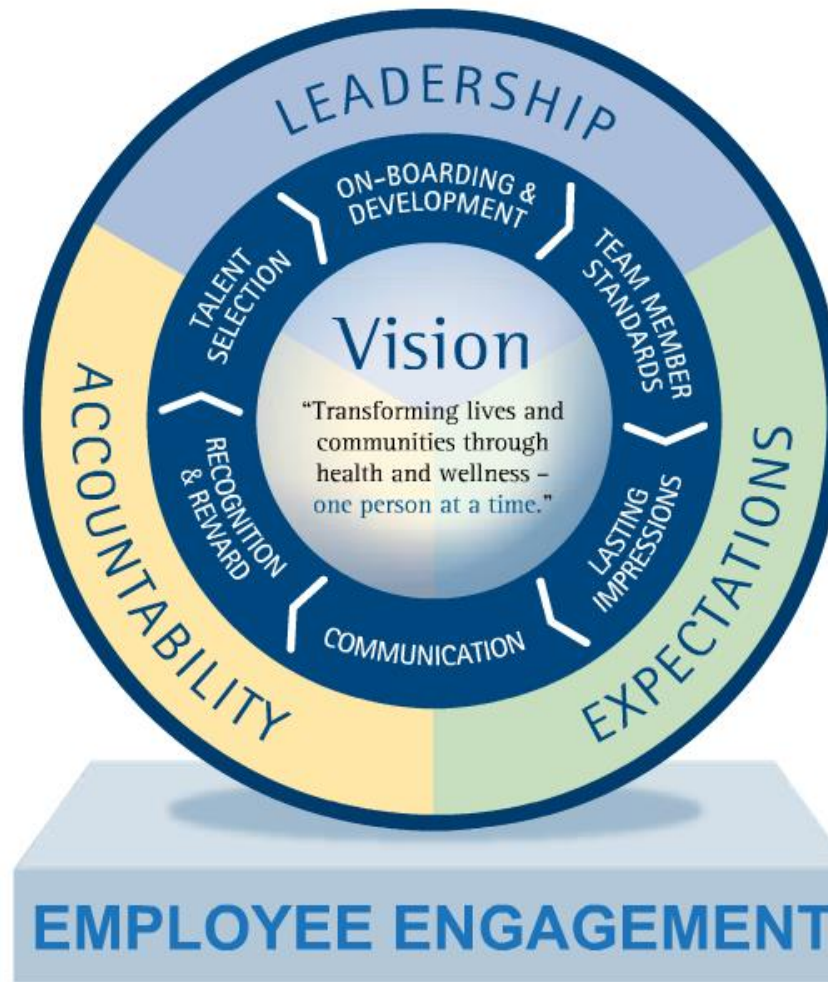 LEADERSHIP
ON-BOARDING &
DEVELOPMENT
TEAM MEMBER
STANDARDS
LASTING
IMPRESSIONS
COMMUNICATION
RECOGNITION
& REWARD
TALENT
SELECTION
Vision
“Transforming lives and
communities through
health and wellness –
one person at a time.”
ACCOUNTABILITY
EXPECTATIONS
EMPLOYEE ENGAGEMENT